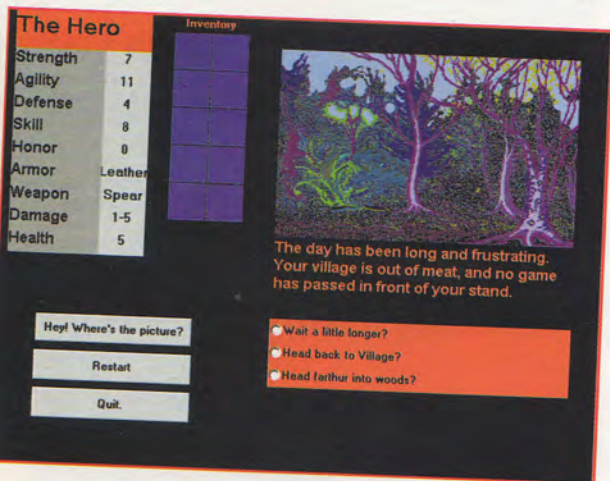 The Hero
Strength 7
Agility 11
Defense 4
Skill 8
Honor 0
Armor Leather
Weapon Spear
Damage 1-5
Health 5
Inventory
The day has been long and frustrating.
Your village is out of meat, and no game
has passed in front of your stand.
Hey! Where's the picture?
Restart
Quit.
Wait a little longer?
Head back to Village?
Head farthur into woods?